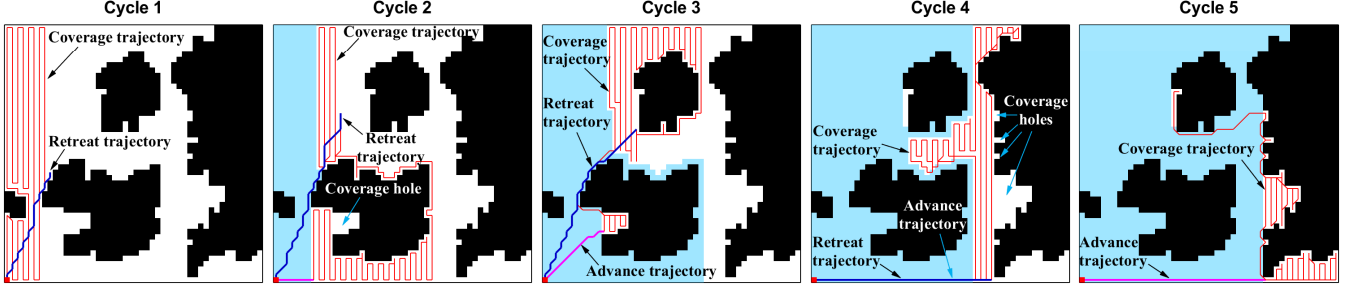 Cycle 1
Coverage trajectory
Retreat trajectory
Cycle 2
Coverage trajectory
Retreat
trajectory
Coverage hole
Cycle 3
Coverage
trajectory
Retreat
trajectory
Advance trajectory
Cycle 4
Coverage
holes
Coverage
trajectory
Advance
trajectory
Retreat
trajectory
Cycle 5
Coverage trajectory
Advance
trajectory